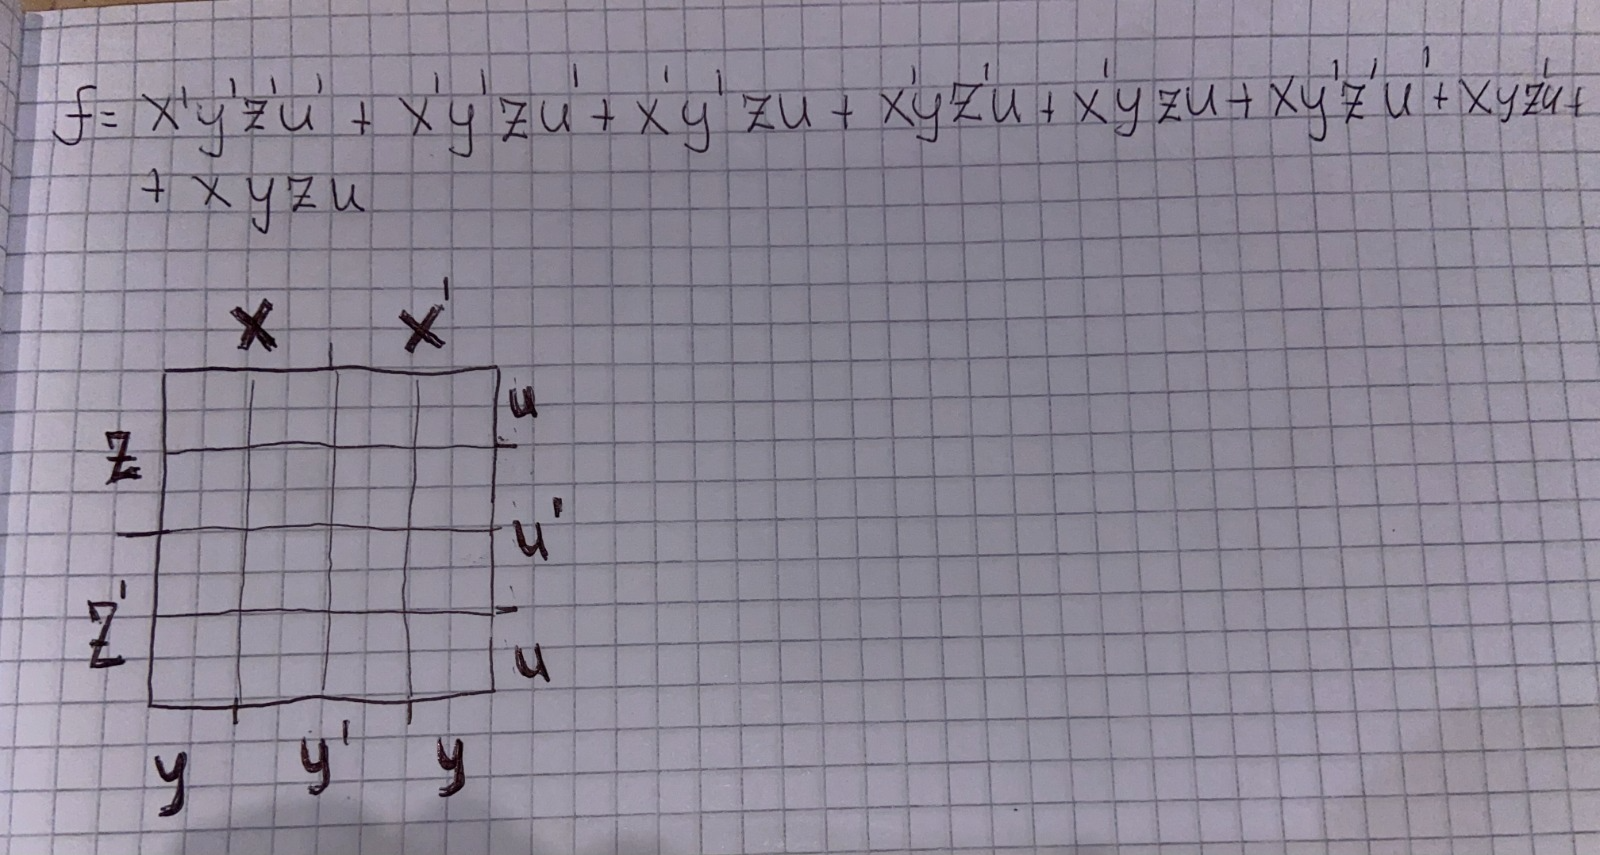 f= x'y'z'u' + x'y'zu' + x'y'zu + x'yz'u + x'yzu + xy'z'u' + xyz'u +
+ xyzu
x x'
u
z
u'
z'
u
y y' y